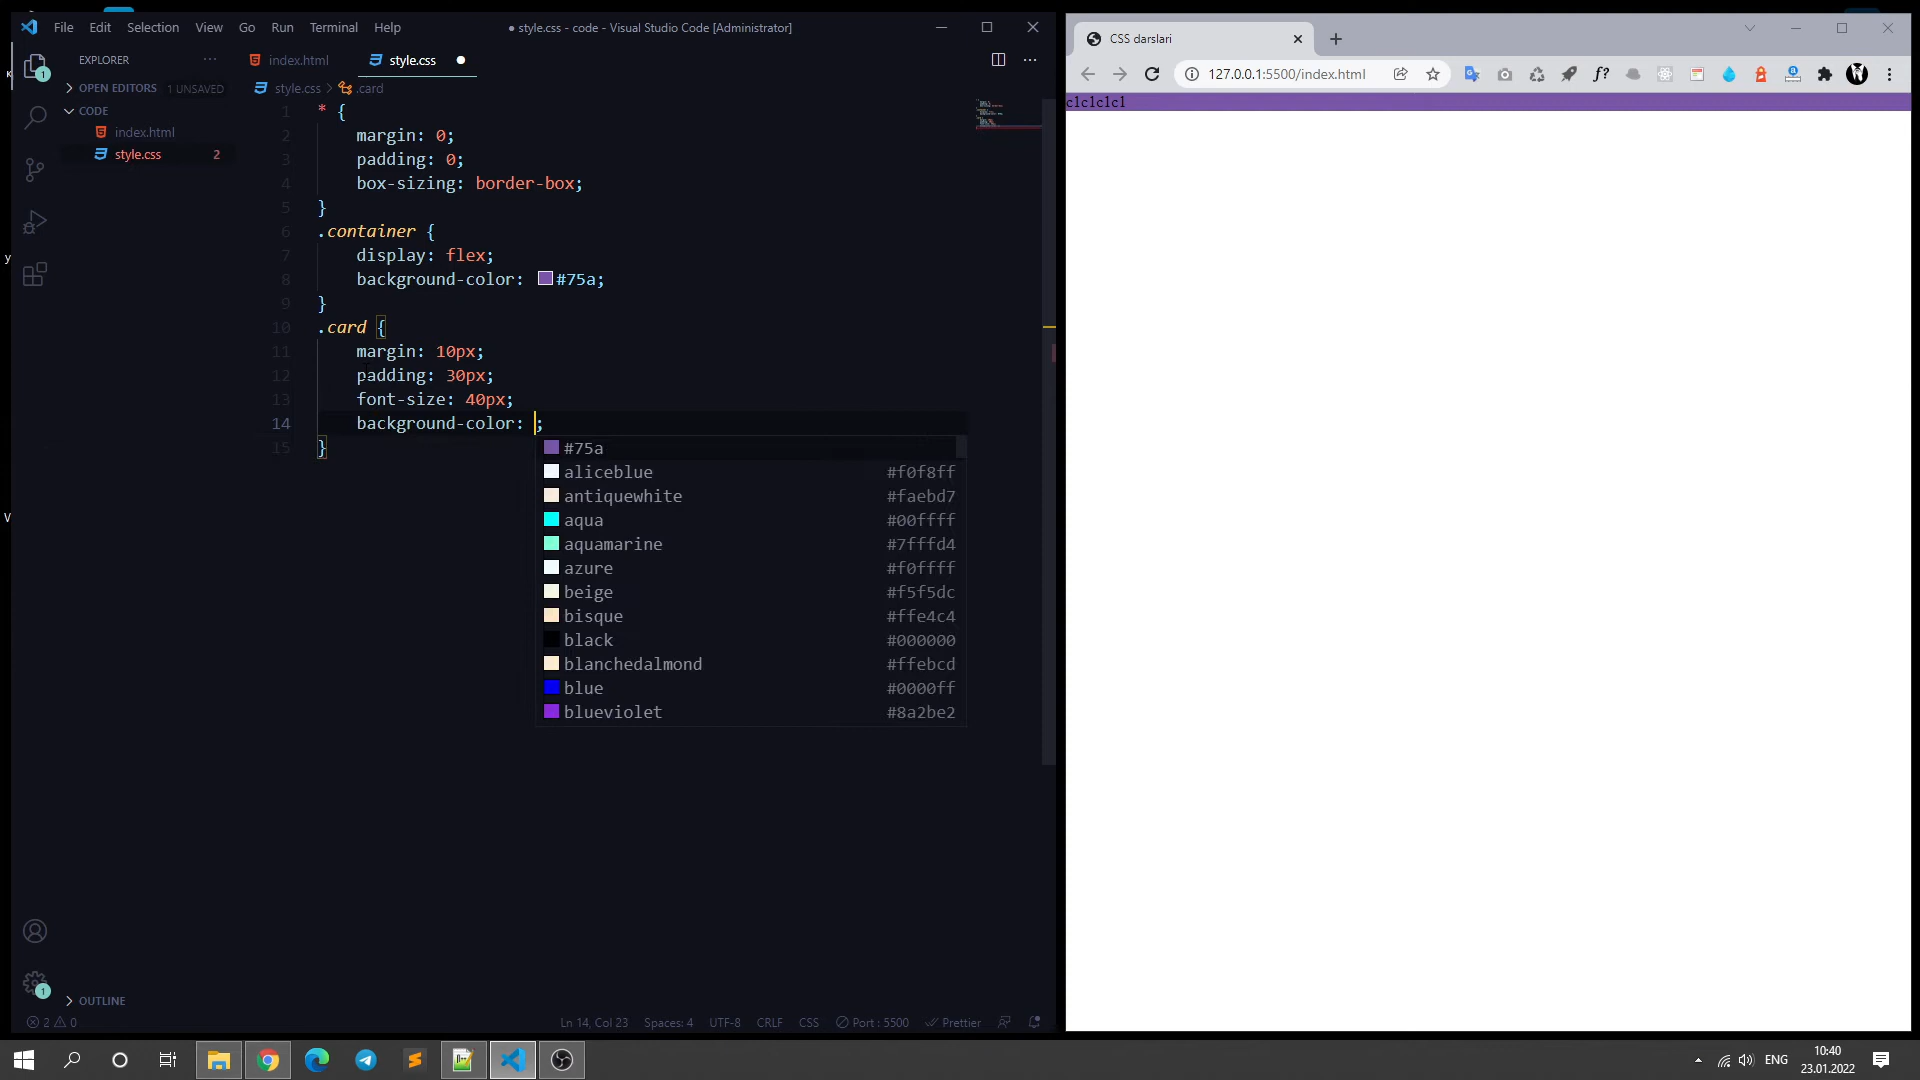 File Edit Selection View Go Run Terminal Help
● style.css - code - Visual Studio Code [Administrator]
EXPLORER
OPEN EDITORS 1 UNSAVED
CODE
index.html
style.css 2
index.html
style.css
style.css > .card
1 * {
2 margin: 0;
3 padding: 0;
4 box-sizing: border-box;
5 }
6 .container {
7 display: flex;
8 background-color: #75a;
9 }
10 .card {
11 margin: 10px;
12 padding: 30px;
13 font-size: 40px;
14 background-color: ;
15 }
#75a
aliceblue #f0f8ff
antiquewhite #faebd7
aqua #00ffff
aquamarine #7fffd4
azure #f0ffff
beige #f5f5dc
bisque #ffe4c4
black #000000
blanchedalmond #ffebcd
blue #0000ff
blueviolet #8a2be2
1
1
OUTLINE
2 0
Ln 14, Col 23 Spaces: 4 UTF-8 CRLF CSS Port : 5500 Prettier
CSS darslari
127.0.0.1:5500/index.html
f?
c1c1c1c1
ENG
10:40
23.01.2022